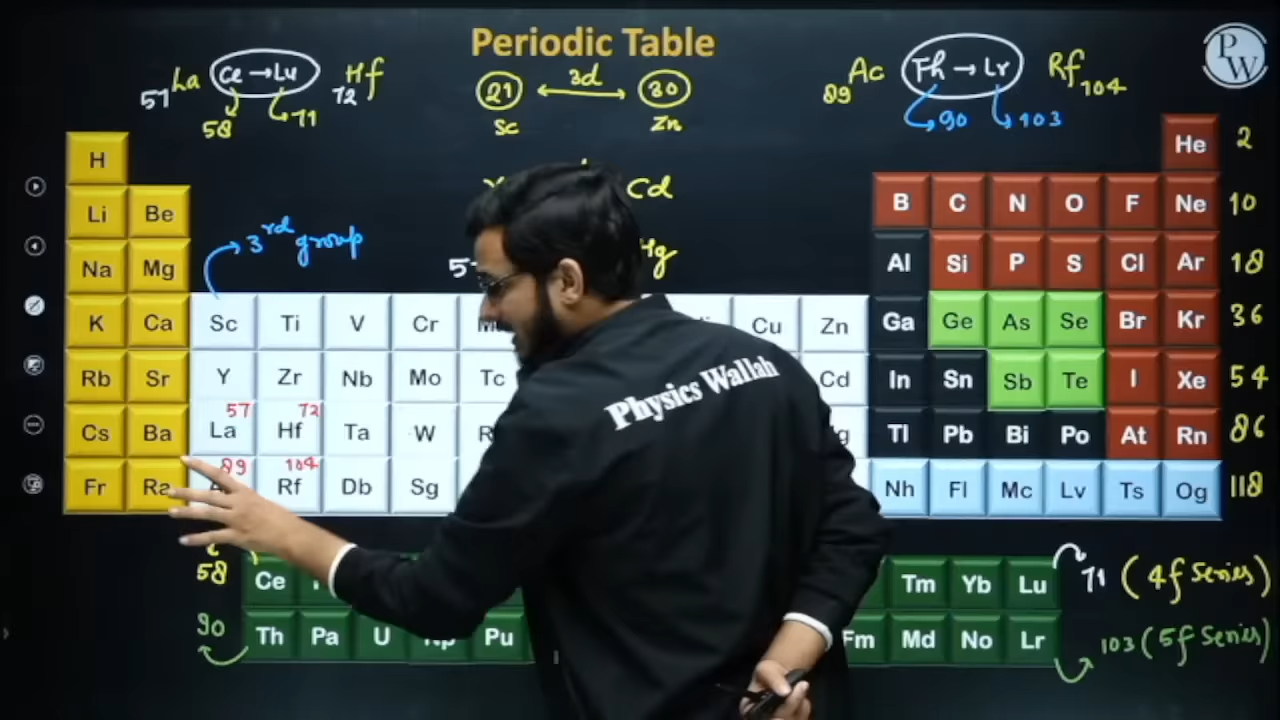 Periodic Table
PW
57 La Ce → Lu 72 Hf
58 71
21 3d 30
Sc Zn
89 Ac Th → Lr Rf 104
90 103
H He 2
Li Be B C N O F Ne 10
Cd
3rd group
Na Mg Al Si P S Cl Ar 18
Hg
K Ca Sc Ti V Cr Cu Zn Ga Ge As Se Br Kr 36
Rb Sr Y Zr Nb Mo Tc Cd In Sn Sb Te I Xe 54
57 72
Cs Ba La Hf Ta W Tl Pb Bi Po At Rn 86
89 104
Fr Ra Rf Db Sg Nh Fl Mc Lv Ts Og 118
Physics Wallah
58 Ce Tm Yb Lu 71 (4f Series)
90 Th Pa U Np Pu Fm Md No Lr 103 (5f Series)